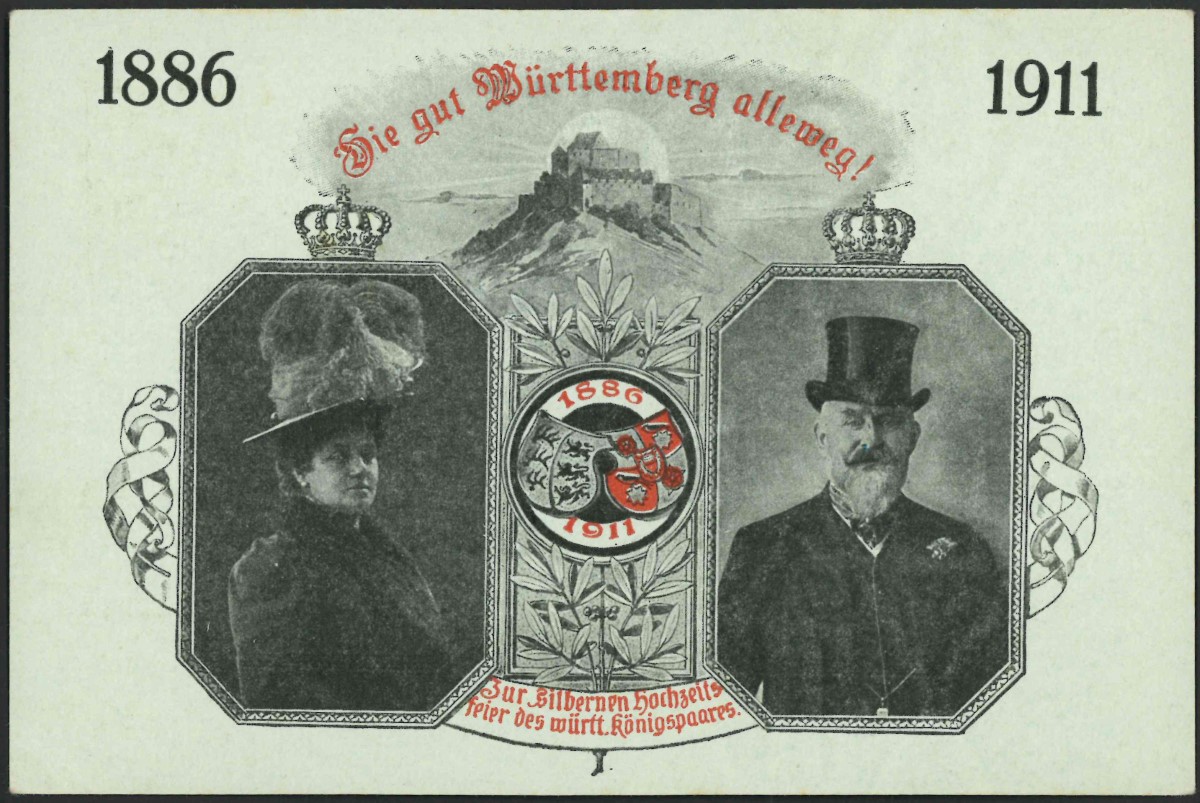 1886
1911
Hie gut Württemberg alleweg!
1886
1911
Zur Silbernen Hochzeits-
feier des württ. Königspaares.